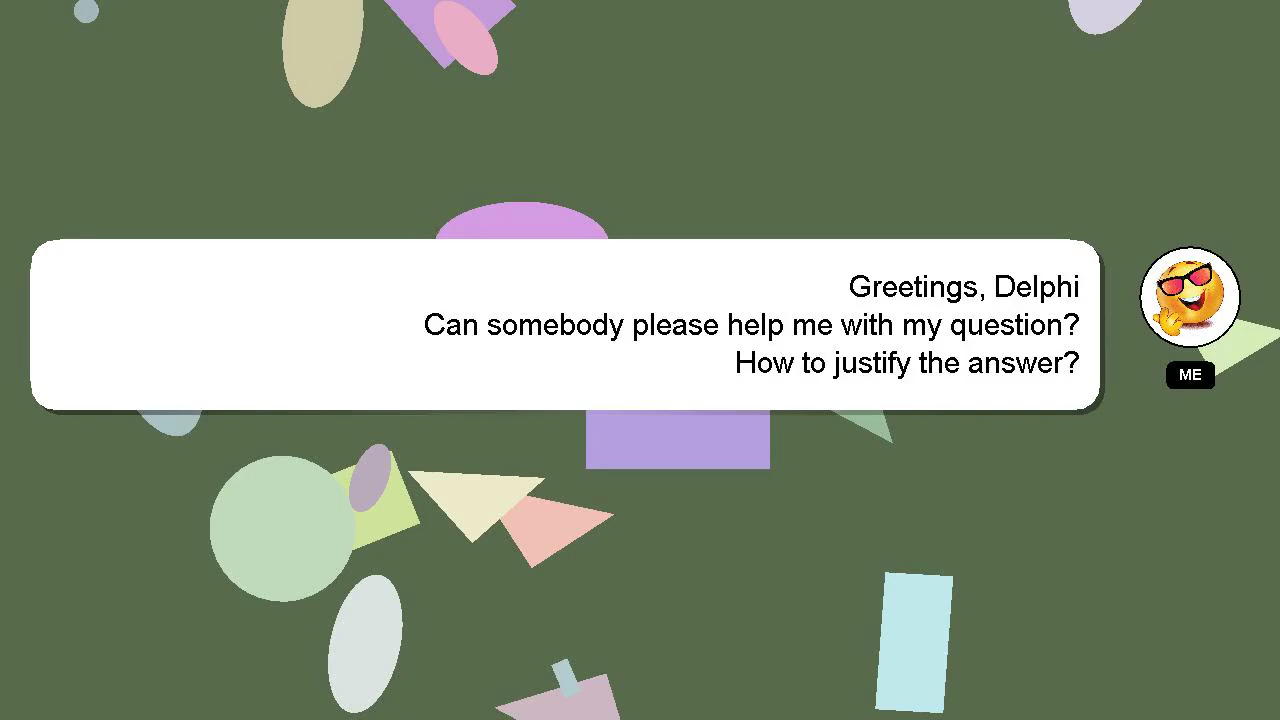 Greetings, Delphi
Can somebody please help me with my question?
How to justify the answer?
ME